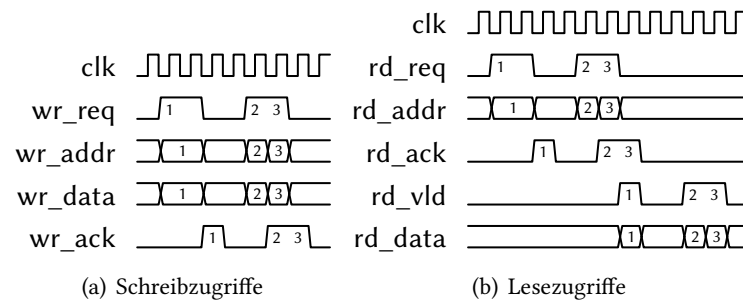 clk
wr_req 1 2 3
wr_addr 1 2 3
wr_data 1 2 3
wr_ack 1 2 3
(a) Schreibzugriffe
clk
rd_req 1 2 3
rd_addr 1 2 3
rd_ack 1 2 3
rd_vld 1 2 3
rd_data 1 2 3
(b) Lesezugriffe